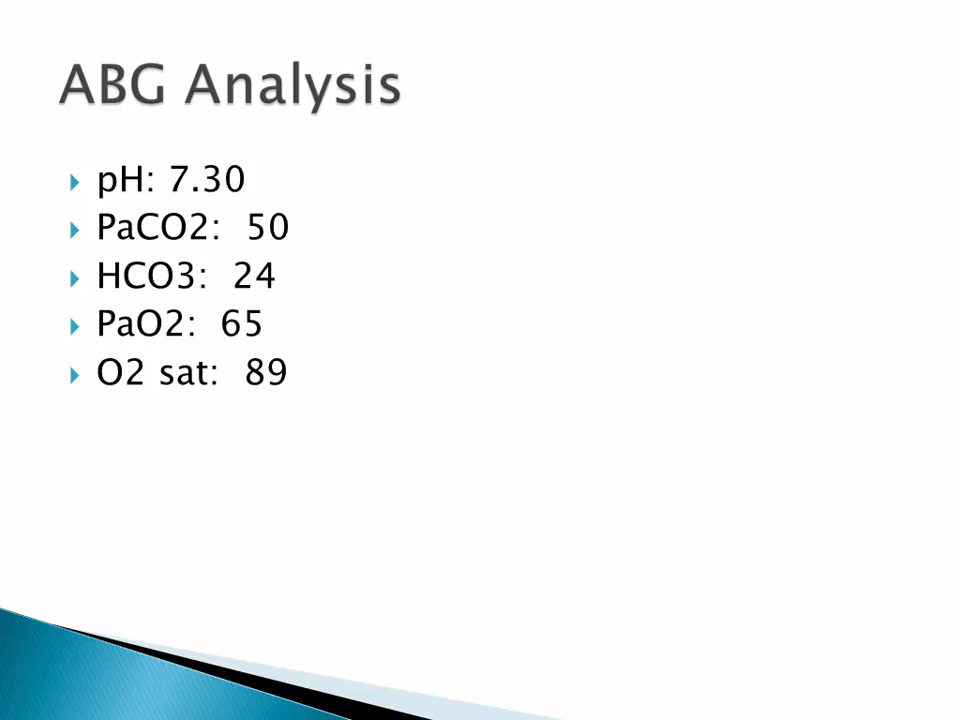 ABG Analysis
pH: 7.30
PaCO2: 50
HCO3: 24
PaO2: 65
O2 sat: 89